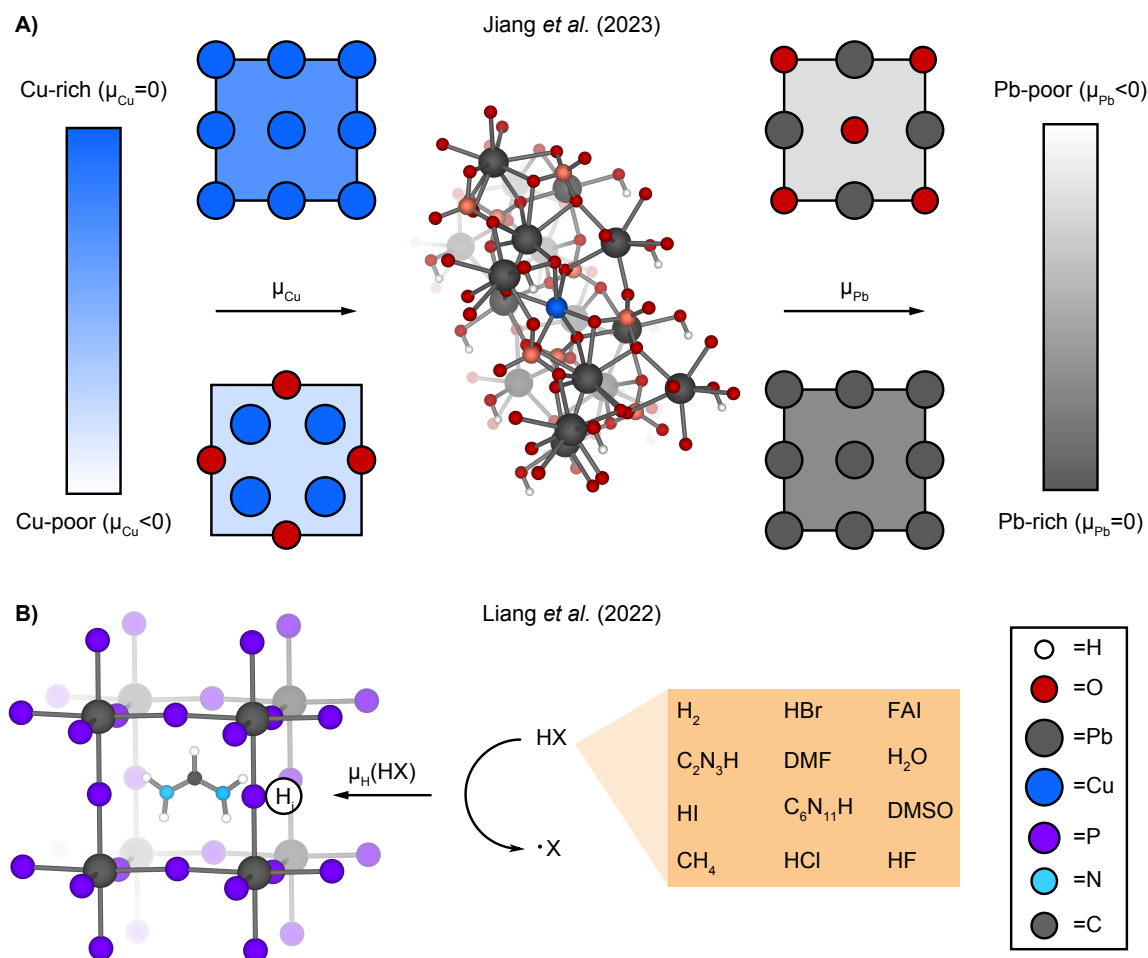 A)
Jiang et al. (2023)
Cu-rich (μCu=0)
Pb-poor (μPb<0)
μCu
μPb
Cu-poor (μCu<0)
Pb-rich (μPb=0)
B)
Liang et al. (2022)
Hi
μH(HX)
HX
·X
H2 HBr FAI
C2N3H DMF H2O
HI C6N11H DMSO
CH4 HCl HF
=H
=O
=Pb
=Cu
=P
=N
=C